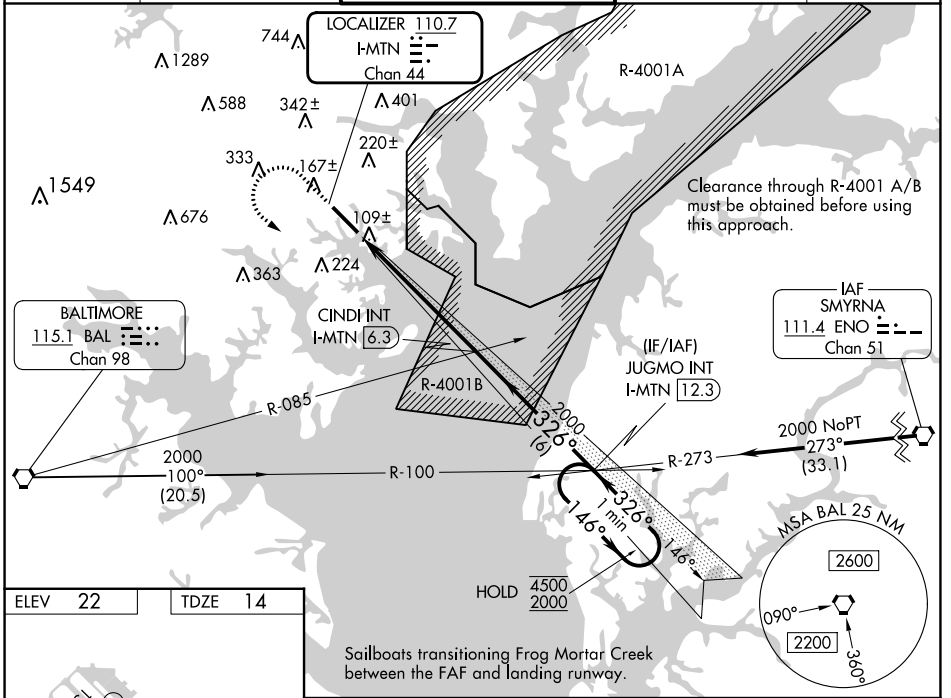 LOCALIZER 110.7
I-MTN
Chan 44
744
1289
588
342±
401
R-4001A
220±
333
167±
1549
676
109±
Clearance through R-4001 A/B
must be obtained before using
this approach.
363
224
BALTIMORE
115.1 BAL
Chan 98
CINDI INT
I-MTN 6.3
IAF
SMYRNA
111.4 ENO
Chan 51
(IF/IAF)
JUGMO INT
I-MTN 12.3
R-4001B
R-085
2000
326°
(6)
2000 NoPT
273°
(33.1)
R-273
2000
100°
(20.5)
R-100
326°
1 min
146°
146°
HOLD 4500
2000
MSA BAL 25 NM
2600
090°
2200
360°
ELEV 22
TDZE 14
Sailboats transitioning Frog Mortar Creek
between the FAF and landing runway.